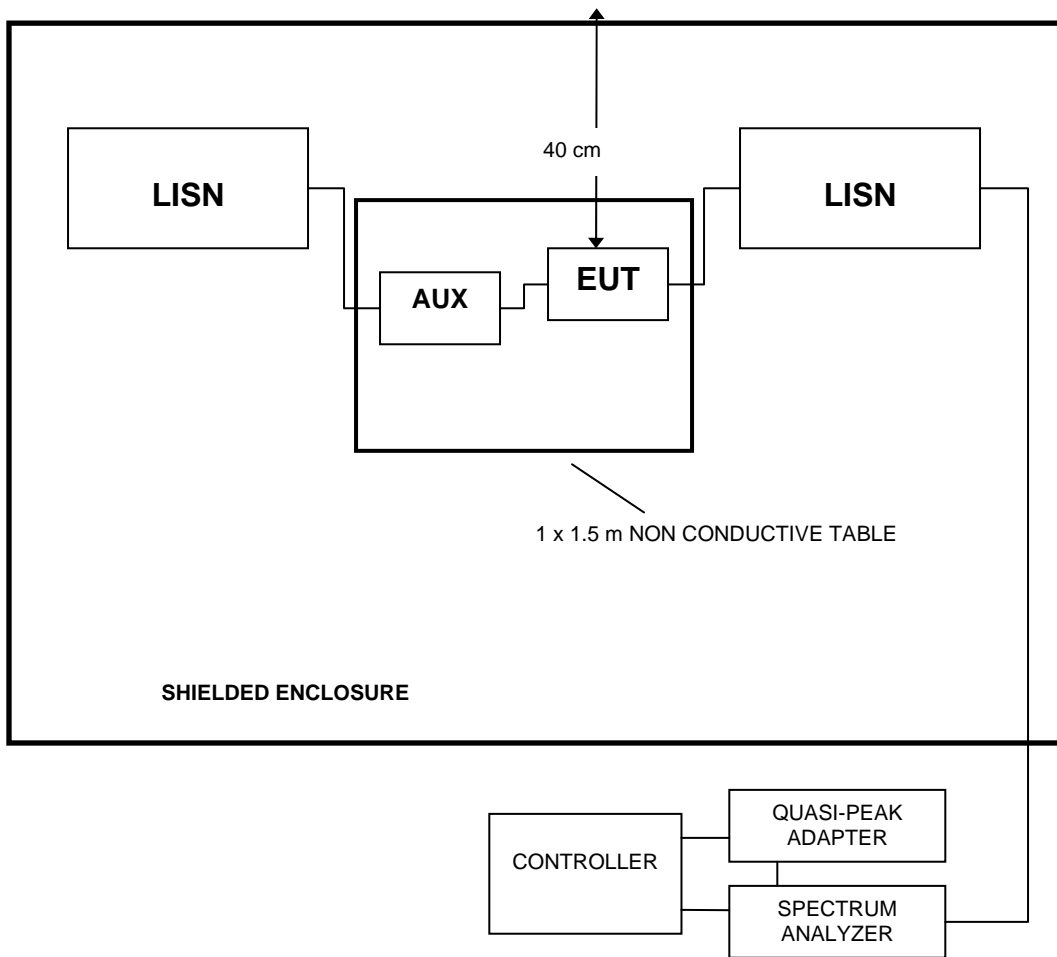 40 cm
LISN
LISN
AUX
EUT
1 x 1.5 m NON CONDUCTIVE TABLE
SHIELDED ENCLOSURE
CONTROLLER
QUASI-PEAK
ADAPTER
SPECTRUM
ANALYZER